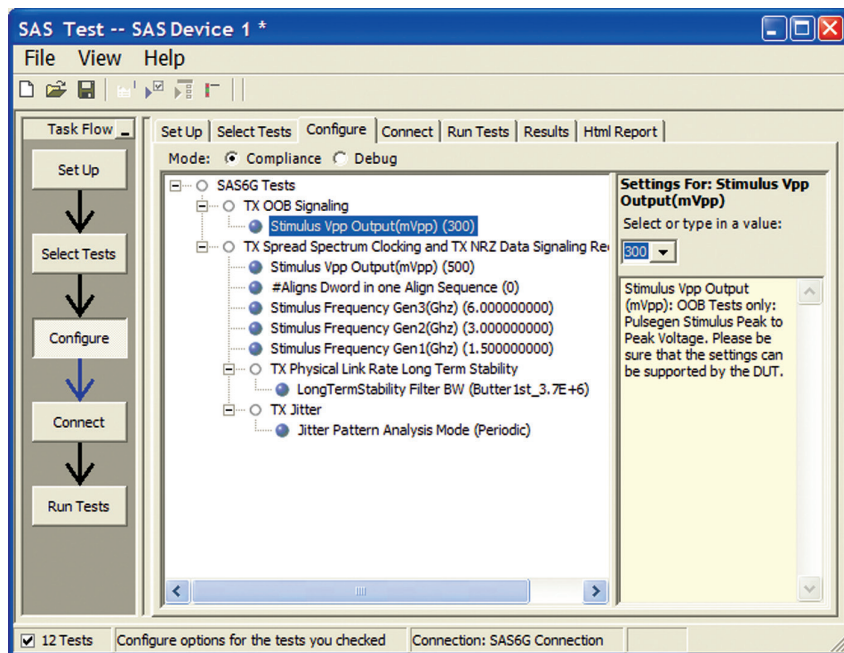 SAS Test -- SAS Device 1 *
File View Help
Task Flow
Set Up
Select Tests
Configure
Connect
Run Tests
Set Up Select Tests Configure Connect Run Tests Results Html Report
Mode: Compliance Debug
SAS6G Tests
TX OOB Signaling
Stimulus Vpp Output(mVpp) (300)
TX Spread Spectrum Clocking and TX NRZ Data Signaling Re
Stimulus Vpp Output(mVpp) (500)
#Aligns Dword in one Align Sequence (0)
Stimulus Frequency Gen3(Ghz) (6.000000000)
Stimulus Frequency Gen2(Ghz) (3.000000000)
Stimulus Frequency Gen1(Ghz) (1.500000000)
TX Physical Link Rate Long Term Stability
LongTermStability Filter BW (Butter1st_3.7E+6)
TX Jitter
Jitter Pattern Analysis Mode (Periodic)
Settings For: Stimulus Vpp
Output(mVpp)
Select or type in a value:
300
Stimulus Vpp Output
(mVpp): OOB Tests only:
Pulsegen Stimulus Peak to
Peak Voltage. Please be
sure that the settings can
be supported by the DUT.
12 Tests Configure options for the tests you checked Connection: SAS6G Connection